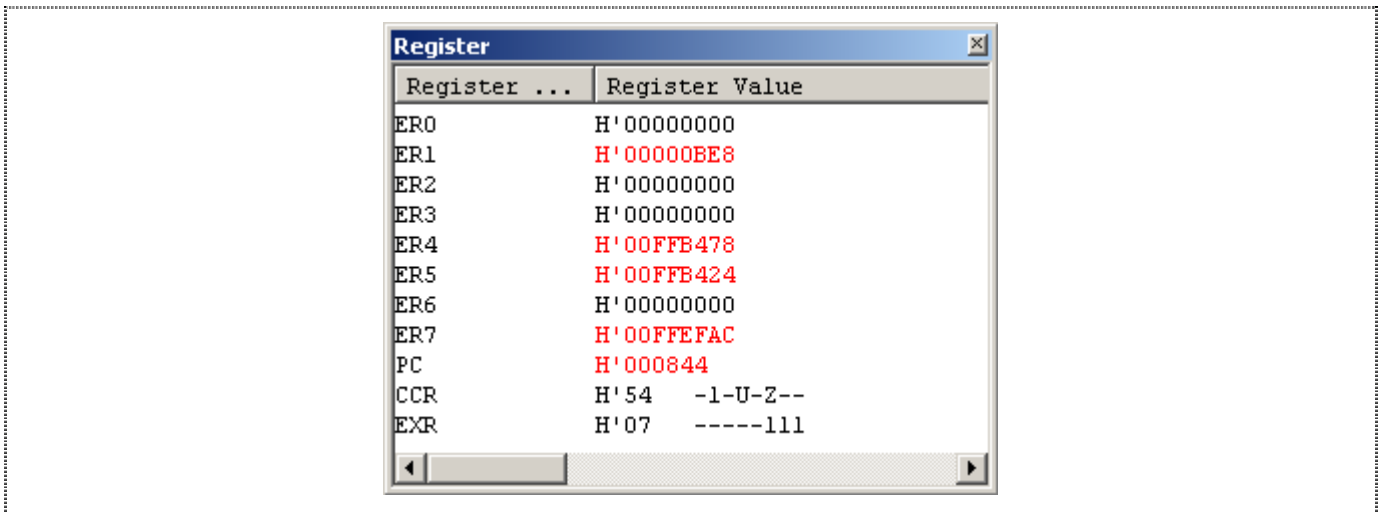 Register
Register ... Register Value
ER0 H'00000000
ER1 H'00000BE8
ER2 H'00000000
ER3 H'00000000
ER4 H'00FFB478
ER5 H'00FFB424
ER6 H'00000000
ER7 H'00FFEFAC
PC H'000844
CCR H'54 -1-U-Z--
EXR H'07 -----111